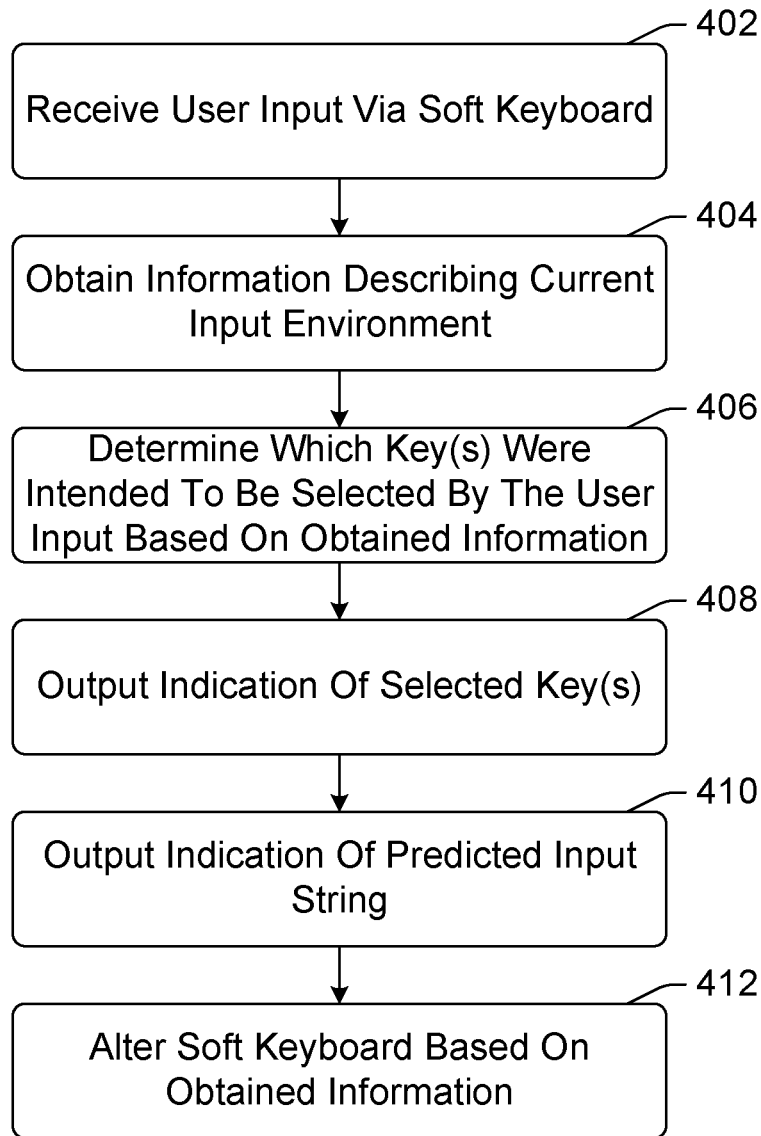 402
Receive User Input Via Soft Keyboard
404
Obtain Information Describing Current
Input Environment
406
Determine Which Key(s) Were
Intended To Be Selected By The User
Input Based On Obtained Information
408
Output Indication Of Selected Key(s)
410
Output Indication Of Predicted Input
String
412
Alter Soft Keyboard Based On
Obtained Information